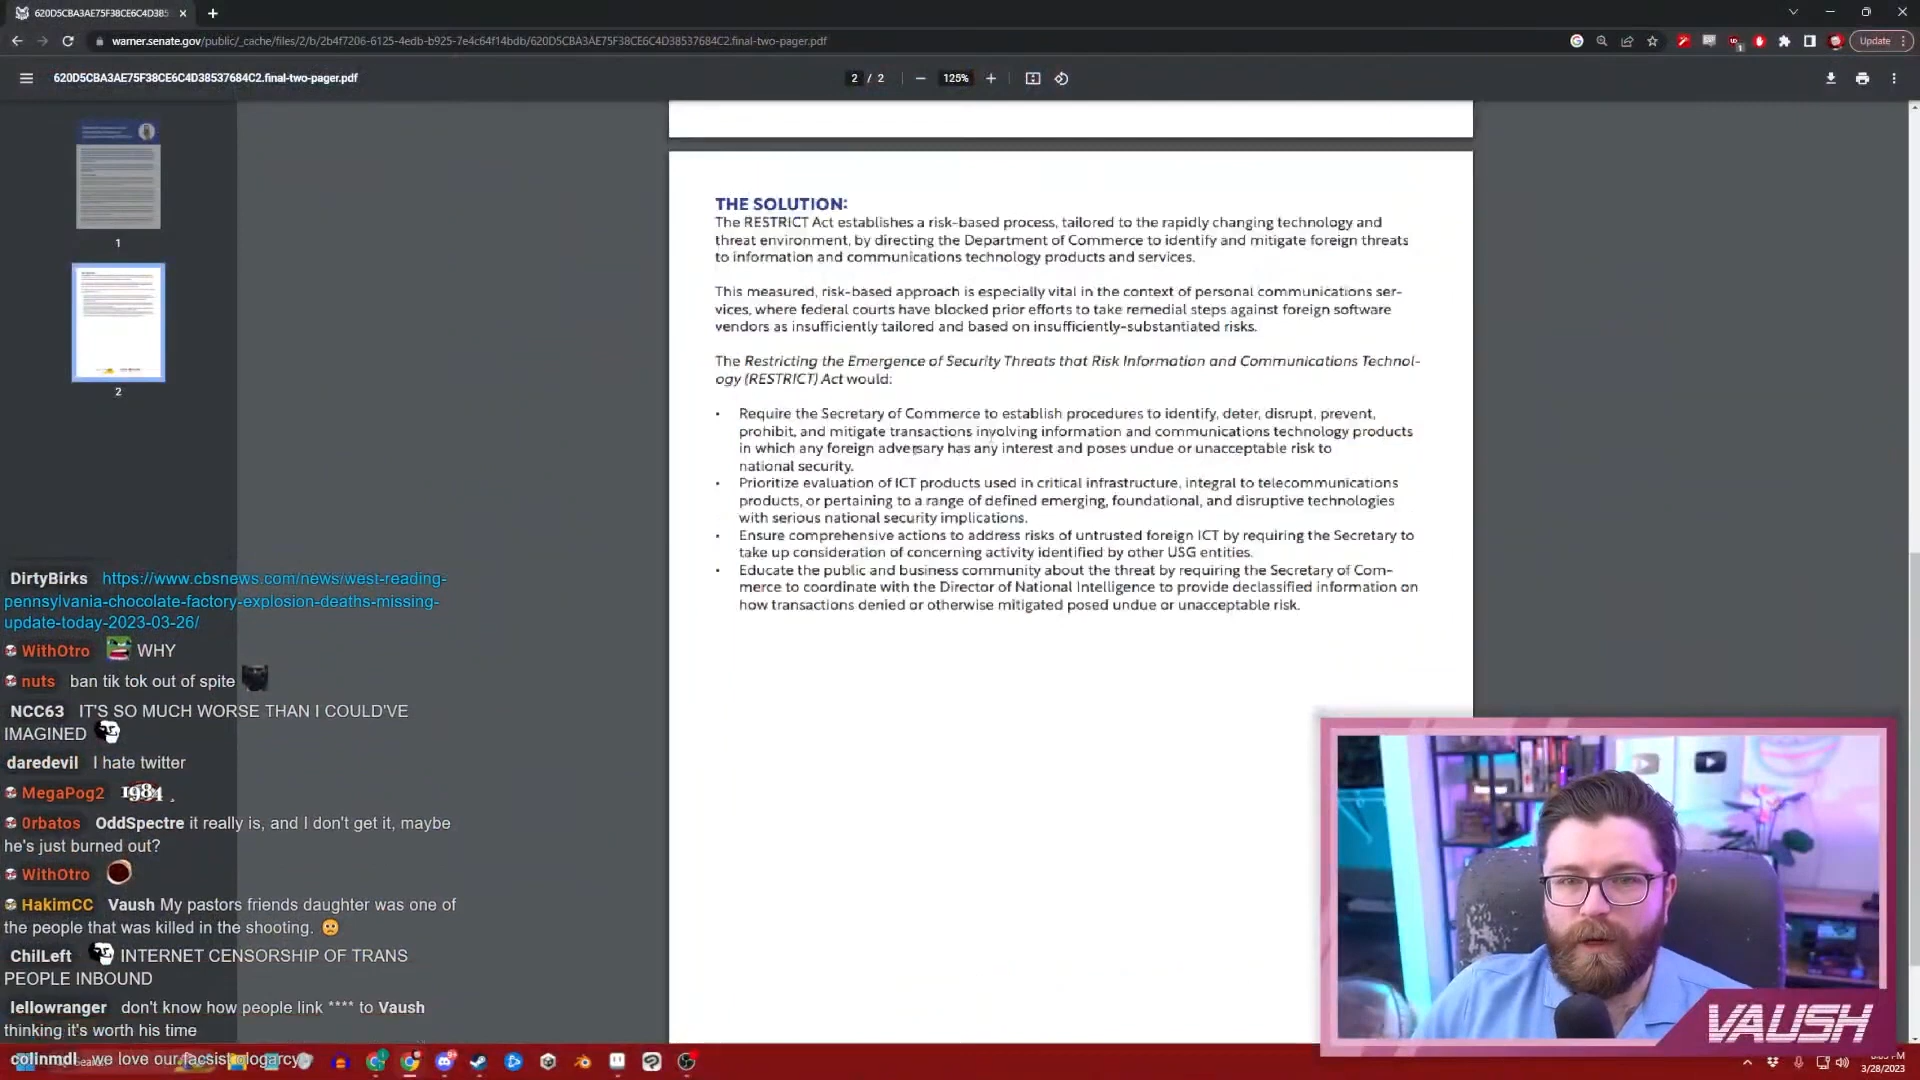 620D5CBA3AE75F38CE6C4D385
warner.senate.gov/public/_cache/files/2/b/2b4f7206-6125-4edb-b925-7e4c64f14bdb/620D5CBA3AE75F38CE6C4D38537684C2.final-two-pager.pdf
Update
620D5CBA3AE75F38CE6C4D38537684C2.final-two-pager.pdf
2 / 2
125%
1
2
THE SOLUTION:
The RESTRICT Act establishes a risk-based process, tailored to the rapidly changing technology and
threat environment, by directing the Department of Commerce to identify and mitigate foreign threats
to information and communications technology products and services.
This measured, risk-based approach is especially vital in the context of personal communications ser-
vices, where federal courts have blocked prior efforts to take remedial steps against foreign software
vendors as insufficiently tailored and based on insufficiently-substantiated risks.
The Restricting the Emergence of Security Threats that Risk Information and Communications Technol-
ogy (RESTRICT) Act would:
• Require the Secretary of Commerce to establish procedures to identify, deter, disrupt, prevent,
prohibit, and mitigate transactions involving information and communications technology products
in which any foreign adversary has any interest and poses undue or unacceptable risk to
national security.
• Prioritize evaluation of ICT products used in critical infrastructure, integral to telecommunications
products, or pertaining to a range of defined emerging, foundational, and disruptive technologies
with serious national security implications.
• Ensure comprehensive actions to address risks of untrusted foreign ICT by requiring the Secretary to
take up consideration of concerning activity identified by other USG entities.
• Educate the public and business community about the threat by requiring the Secretary of Com-
merce to coordinate with the Director of National Intelligence to provide declassified information on
how transactions denied or otherwise mitigated posed undue or unacceptable risk.
DirtyBirks https://www.cbsnews.com/news/west-reading-
pennsylvania-chocolate-factory-explosion-deaths-missing-
update-today-2023-03-26/
WithOtro WHY
nuts ban tik tok out of spite
NCC63 IT'S SO MUCH WORSE THAN I COULD'VE
IMAGINED
daredevil I hate twitter
MegaPog2 1984
0rbatos OddSpectre it really is, and I don't get it, maybe
he's just burned out?
WithOtro
HakimCC Vaush My pastors friends daughter was one of
the people that was killed in the shooting.
ChilLeft INTERNET CENSORSHIP OF TRANS
PEOPLE INBOUND
lellowranger don't know how people link **** to Vaush
thinking it's worth his time
colinmdl we love our
VAUSH
3/28/2023